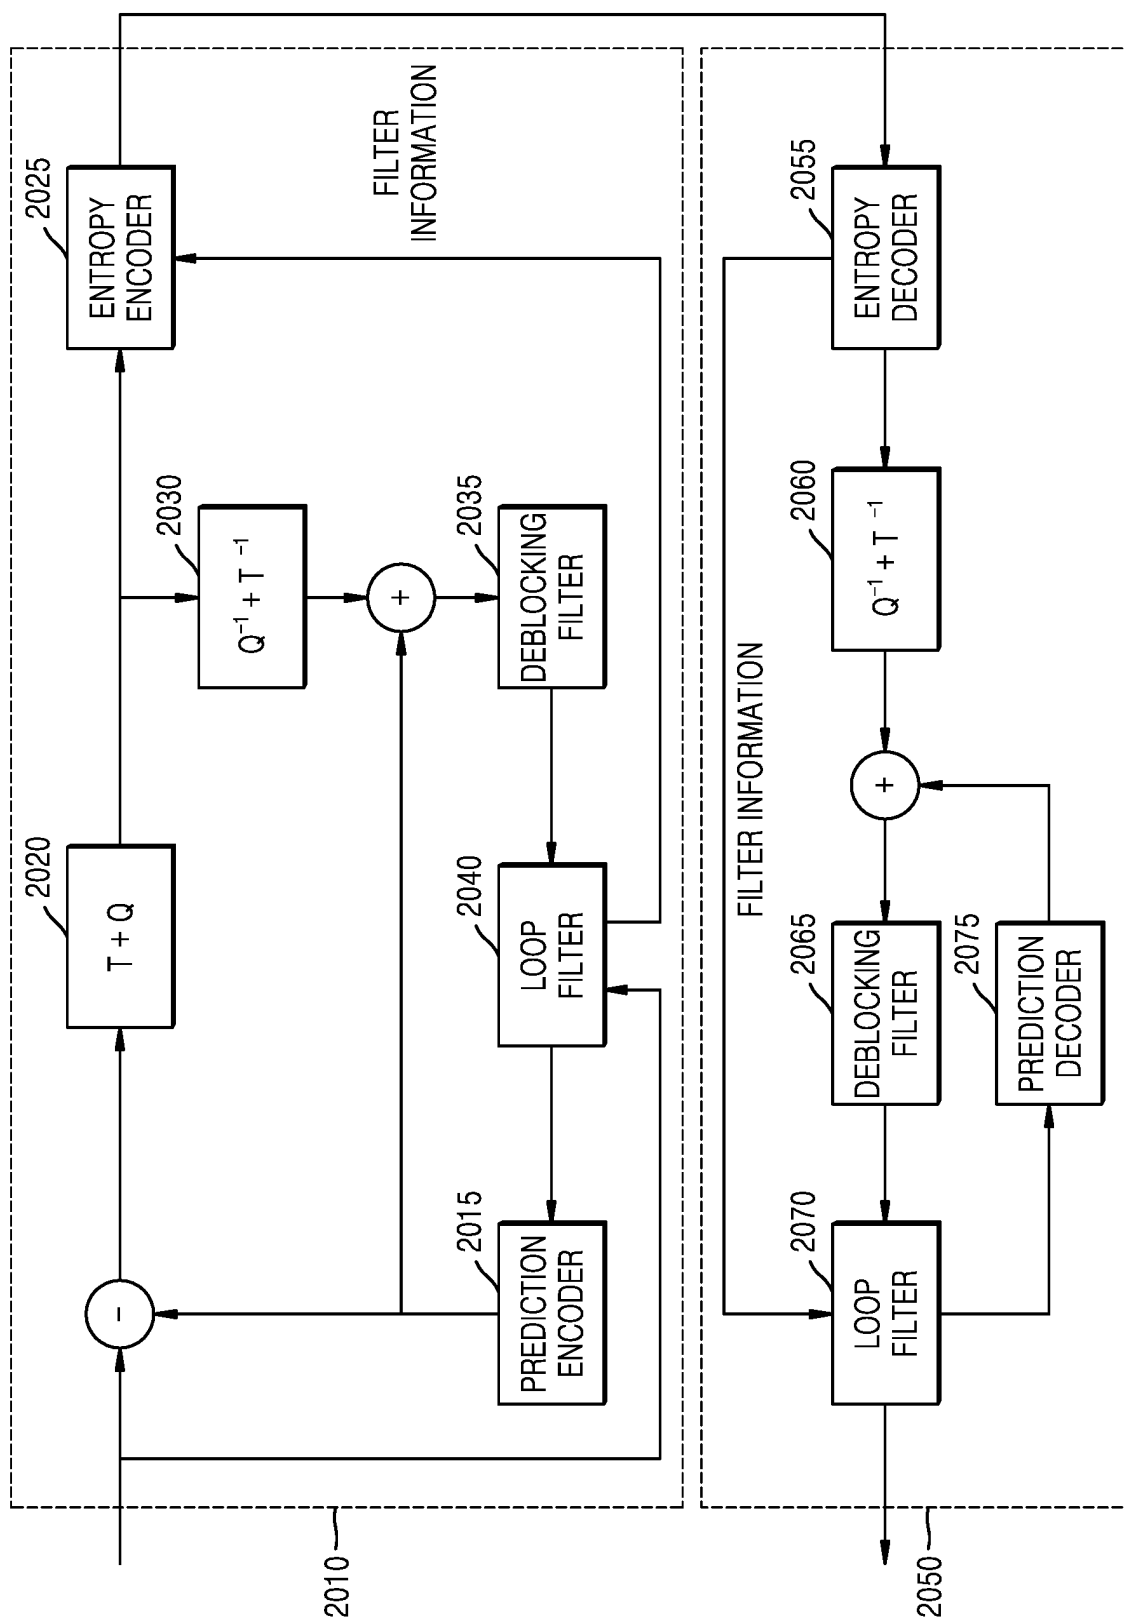 2010
−
2020
T + Q
2025
ENTROPY
ENCODER
2030
Q⁻¹ + T⁻¹
+
2015
PREDICTION
ENCODER
2040
LOOP
FILTER
2035
DEBLOCKING
FILTER
FILTER
INFORMATION
2050
FILTER INFORMATION
2070
LOOP
FILTER
2065
DEBLOCKING
FILTER
+
2060
Q⁻¹ + T⁻¹
2055
ENTROPY
DECODER
2075
PREDICTION
DECODER